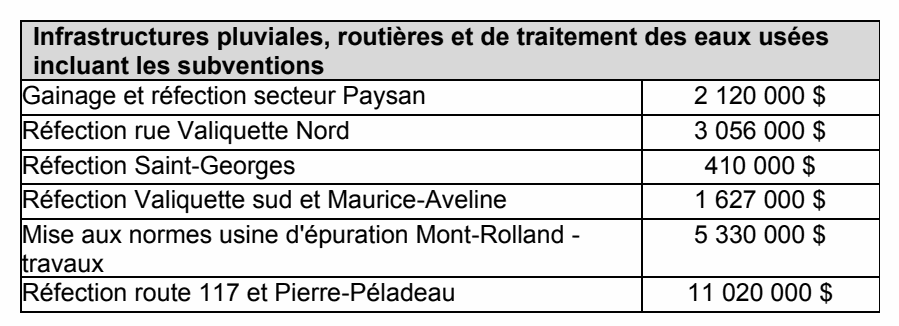 Infrastructures pluviales, routières et de traitement des eaux usées
incluant les subventions
Gainage et réfection secteur Paysan 2 120 000 $
Réfection rue Valiquette Nord 3 056 000 $
Réfection Saint-Georges 410 000 $
Réfection Valiquette sud et Maurice-Aveline 1 627 000 $
Mise aux normes usine d'épuration Mont-Rolland - 5 330 000 $
travaux
Réfection route 117 et Pierre-Péladeau 11 020 000 $